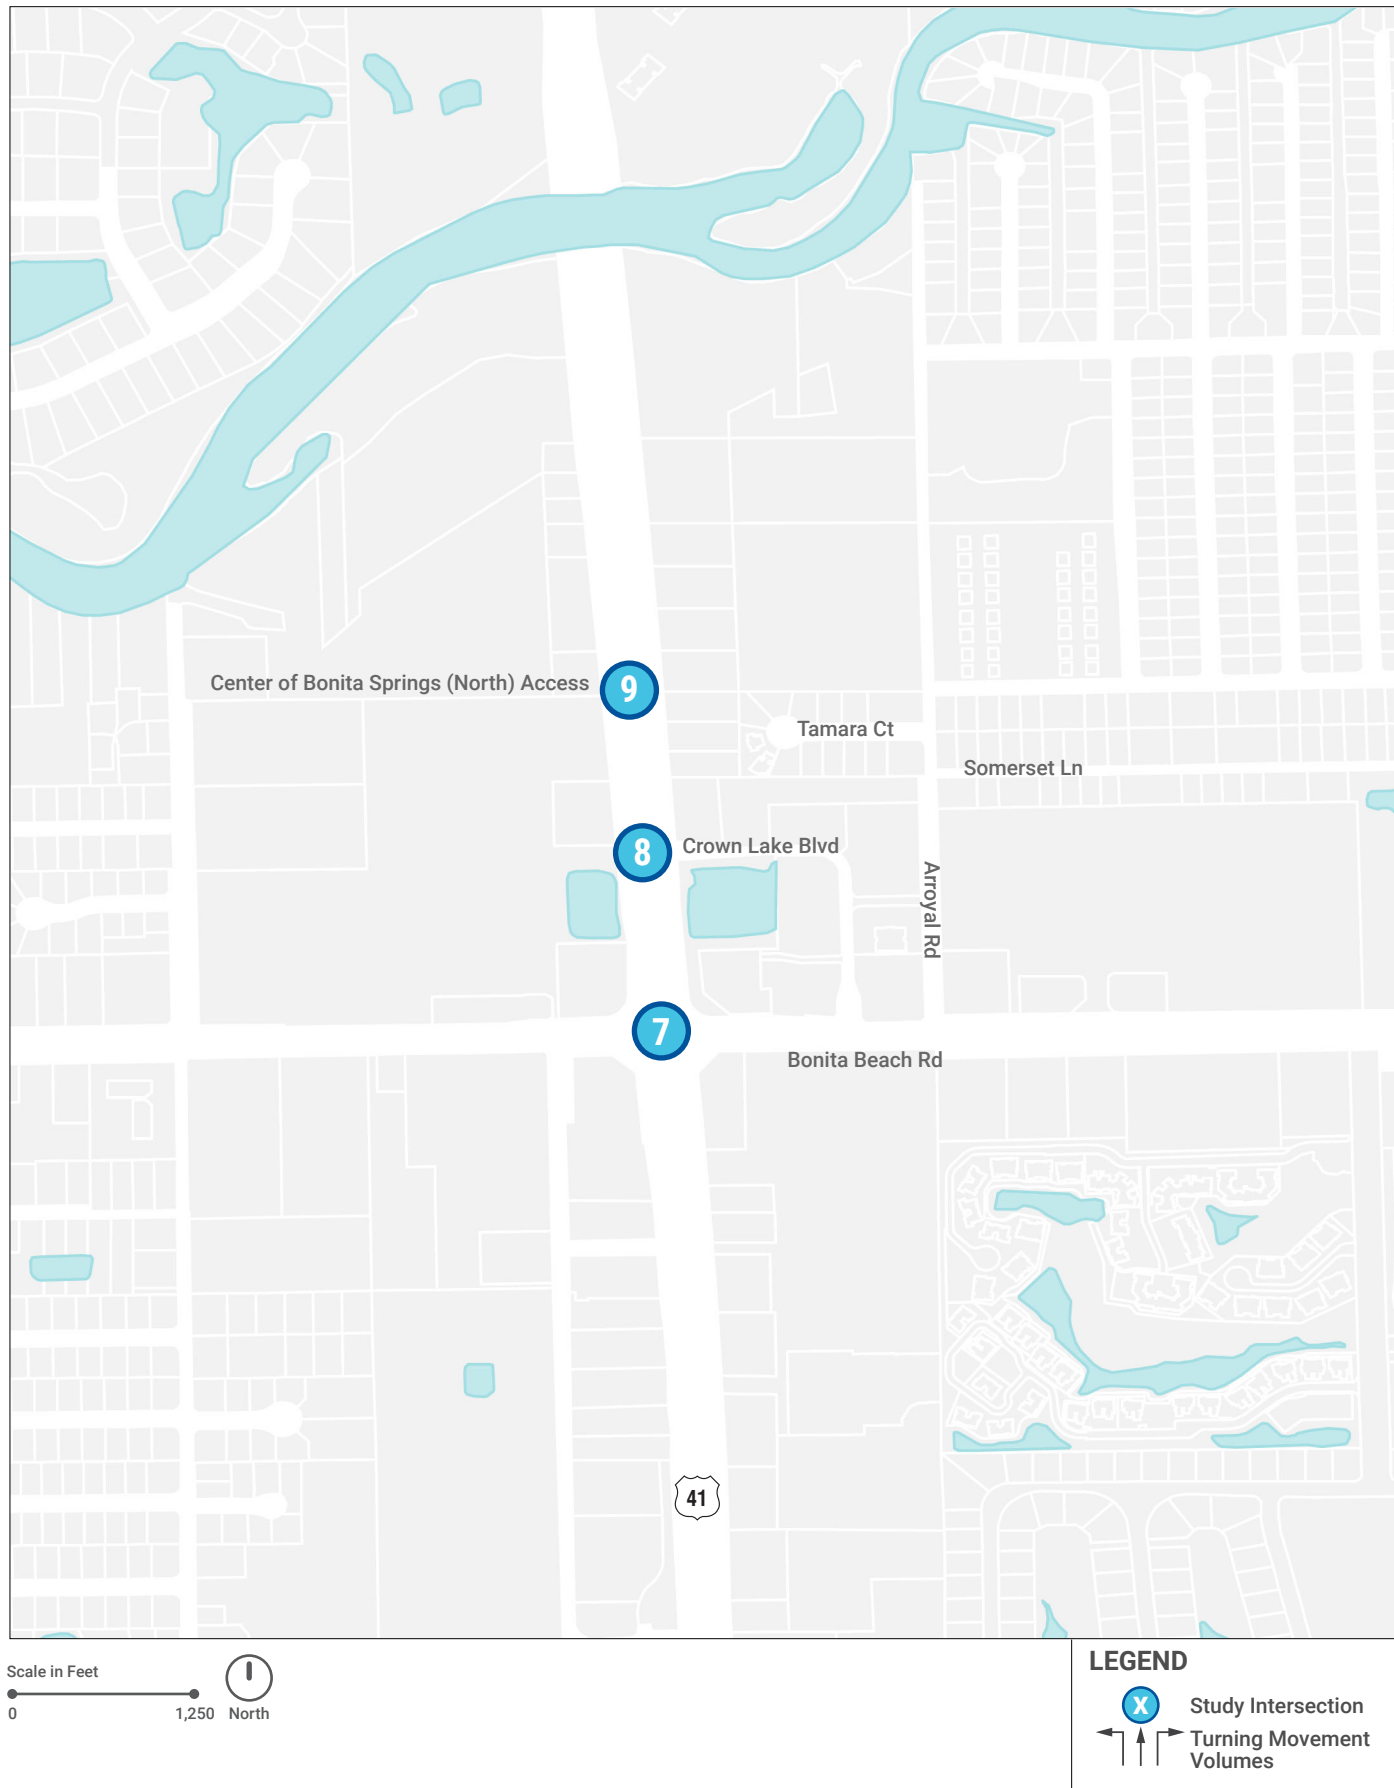 Center of Bonita Springs (North) Access
9
Tamara Ct
Somerset Ln
8
Crown Lake Blvd
Arroyal Rd
7
Bonita Beach Rd
41
Scale in Feet
0
1,250
North
LEGEND
X
Study Intersection
Turning Movement
Volumes